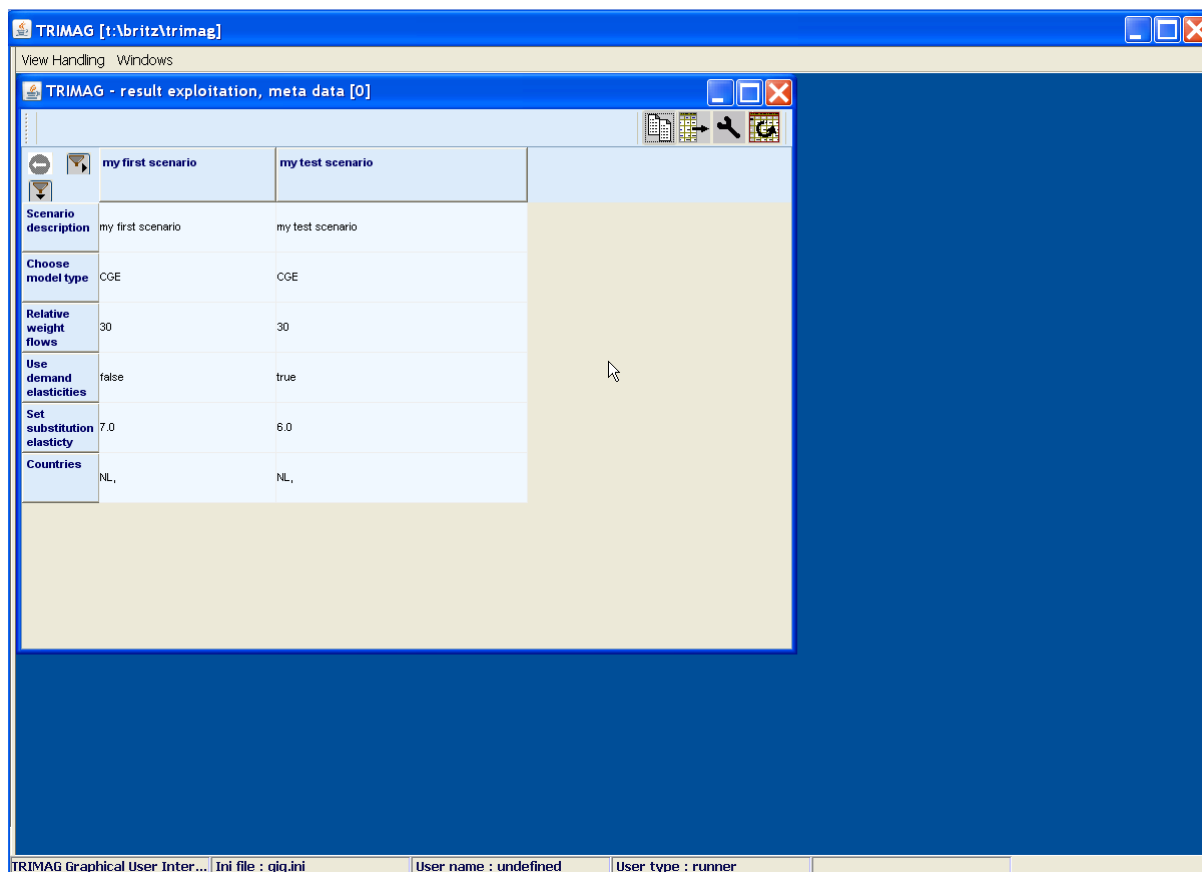 TRIMAG [t:\britz\trimag]
View Handling Windows
TRIMAG - result exploitation, meta data [0]
my first scenario my test scenario
Scenario
description my first scenario my test scenario
Choose
model type CGE CGE
Relative
weight 30 30
flows
Use
demand false true
elasticities
Set
substitution 7.0 6.0
elasticty
Countries
NL, NL,
TRIMAG Graphical User Inter... Ini file : gig.ini User name : undefined User type : runner